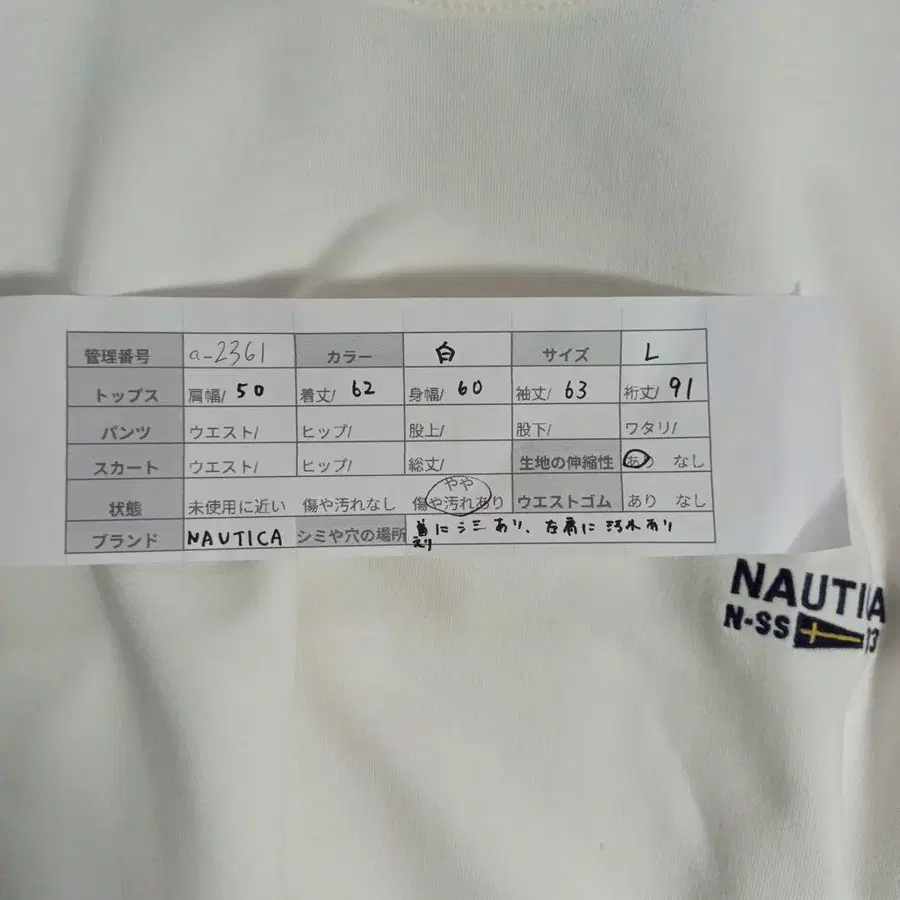 管理番号 a-2361 カラー 白 サイズ L
トップス 肩幅/ 50 着丈/ 62 身幅/ 60 袖丈/ 63 裄丈/ 91
パンツ ウエスト/ ヒップ/ 股上/ 股下/ ワタリ/
スカート ウエスト/ ヒップ/ 総丈/ 生地の伸縮性 あり なし
やや
状態 未使用に近い 傷や汚れなし 傷や汚れあり ウエストゴム あり なし
ブランド NAUTICA シミや穴の場所 首にシミあり、左肩に汚れあり
えり
NAUTICA
N-SS 13